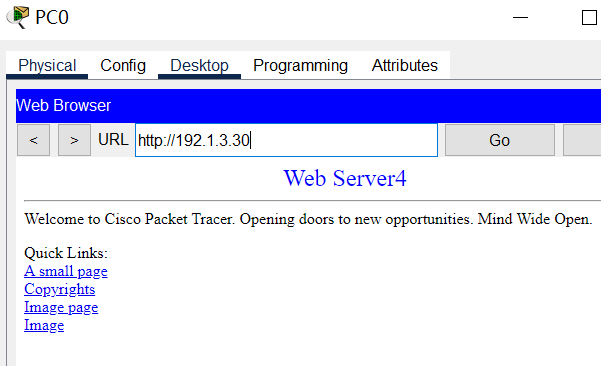 PC0
Physical Config Desktop Programming Attributes
Web Browser
< > URL http://192.1.3.30 Go
Web Server4
Welcome to Cisco Packet Tracer. Opening doors to new opportunities. Mind Wide Open.
Quick Links:
A small page
Copyrights
Image page
Image